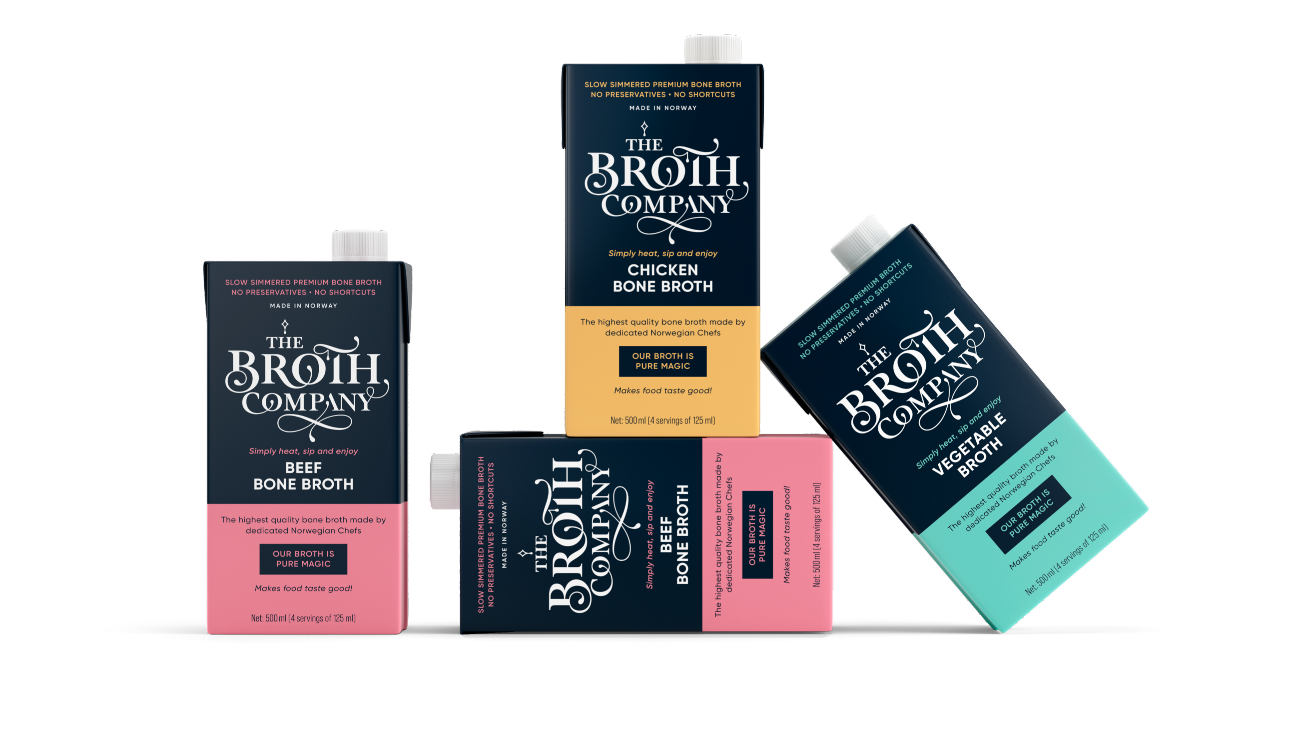 SLOW SIMMERED PREMIUM BONE BROTH
NO PRESERVATIVES • NO SHORTCUTS
MADE IN NORWAY
THE
BROTH
COMPANY
Simply heat, sip and enjoy
BEEF
BONE BROTH
The highest quality bone broth made by
dedicated Norwegian Chefs
OUR BROTH IS
PURE MAGIC
Makes food taste good!
Net: 500 ml (4 servings of 125 ml)
SLOW SIMMERED PREMIUM BONE BROTH
NO PRESERVATIVES • NO SHORTCUTS
MADE IN NORWAY
THE
BROTH
COMPANY
Simply heat, sip and enjoy
CHICKEN
BONE BROTH
The highest quality bone broth made by
dedicated Norwegian Chefs
OUR BROTH IS
PURE MAGIC
Makes food taste good!
Net: 500 ml (4 servings of 125 ml)
SLOW SIMMERED PREMIUM BONE BROTH
NO PRESERVATIVES • NO SHORTCUTS
MADE IN NORWAY
THE
BROTH
COMPANY
Simply heat, sip and enjoy
BEEF
BONE BROTH
The highest quality bone broth made by
dedicated Norwegian Chefs
OUR BROTH IS
PURE MAGIC
Makes food taste good!
Net: 500 ml (4 servings of 125 ml)
SLOW SIMMERED PREMIUM BROTH
NO PRESERVATIVES • NO SHORTCUTS
MADE IN NORWAY
THE
BROTH
COMPANY
Simply heat, sip and enjoy
VEGETABLE
BROTH
The highest quality broth made by
dedicated Norwegian Chefs
OUR BROTH IS
PURE MAGIC
Makes food taste good!
Net: 500 ml (4 servings of 125 ml)